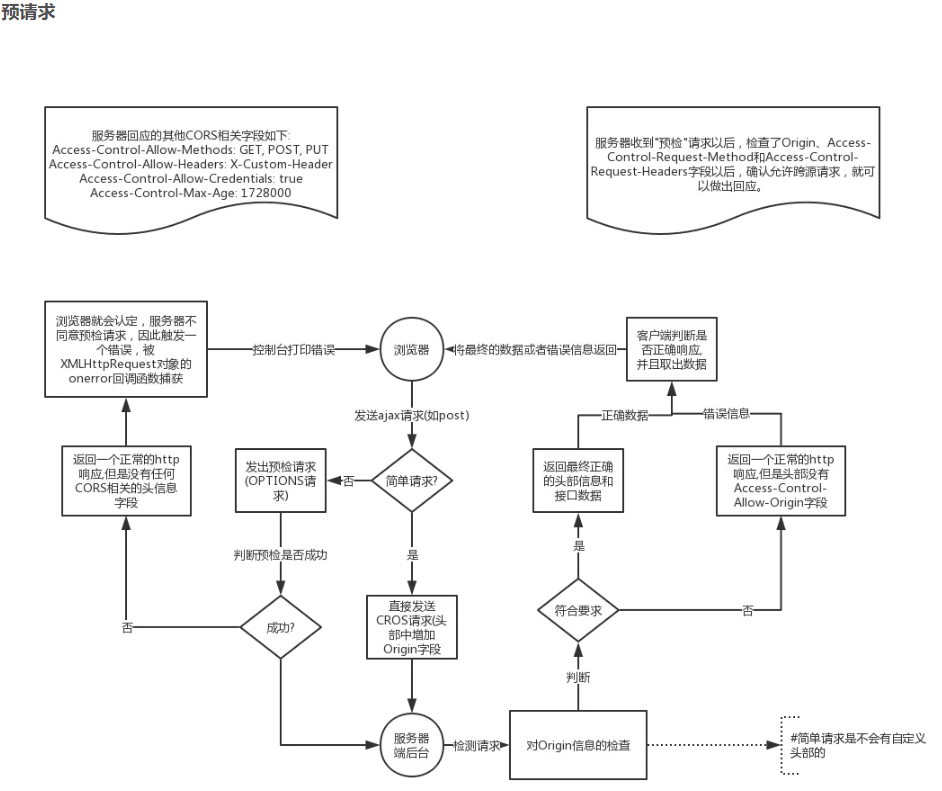 预请求
服务器回应的其他CORS相关字段如下:
Access-Control-Allow-Methods: GET, POST, PUT
Access-Control-Allow-Headers: X-Custom-Header
Access-Control-Allow-Credentials: true
Access-Control-Max-Age: 1728000
服务器收到"预检"请求以后，检查了Origin、Access-
Control-Request-Method和Access-Control-
Request-Headers字段以后，确认允许跨源请求，就可
以做出回应。
浏览器就会认定，服务器不
同意预检请求，因此触发一
个错误，被
XMLHttpRequest对象的
onerror回调函数捕获
控制台打印错误
浏览器
将最终的数据或者错误信息返回
客户端判断是
否正确响应,
并且取出数据
发送ajax请求(如post)
正确数据
错误信息
返回一个正常的http
响应,但是没有任何
CORS相关的头信息
字段
发出预检请求
(OPTIONS请
求)
否
简单请求?
返回最终正确
的头部信息和
接口数据
返回一个正常的http
响应,但是头部没有
Access-Control-
Allow-Origin字段
判断预检是否成功
是
是
否
成功?
否
直接发送
CROS请求(头
部中增加
Origin字段
符合要求
判断
服务器
端后台
检测请求
对Origin信息的检查
#简单请求是不会有自定义
头部的